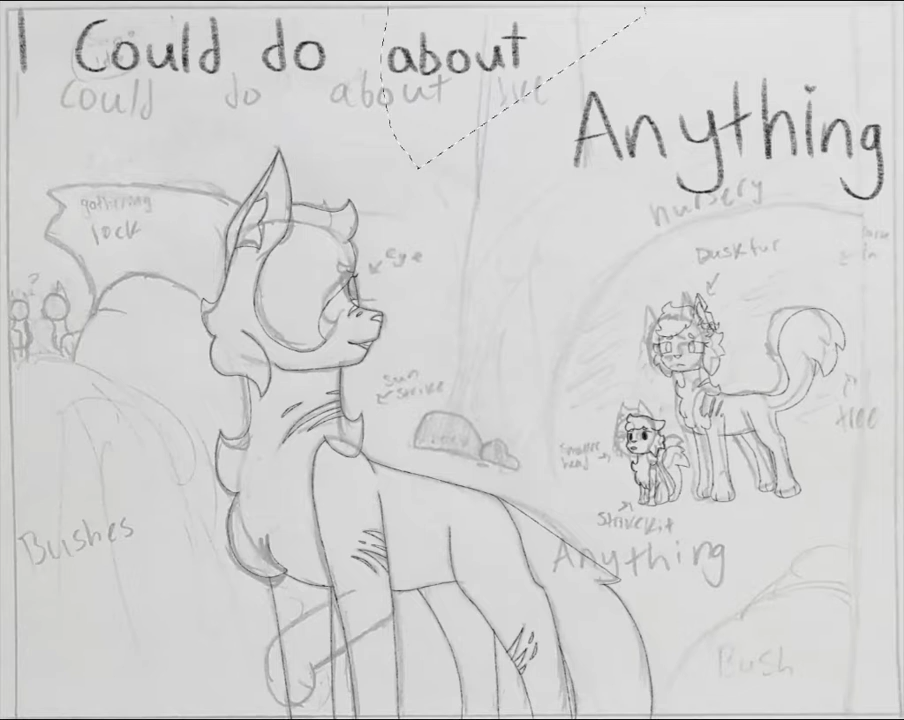 I Could do about
Could do about
Anything
nursery
gathering
rock
Duskfur
eye
sun
strike
tree
smaller
head
Strikekit
Anything
Bushes
Bush